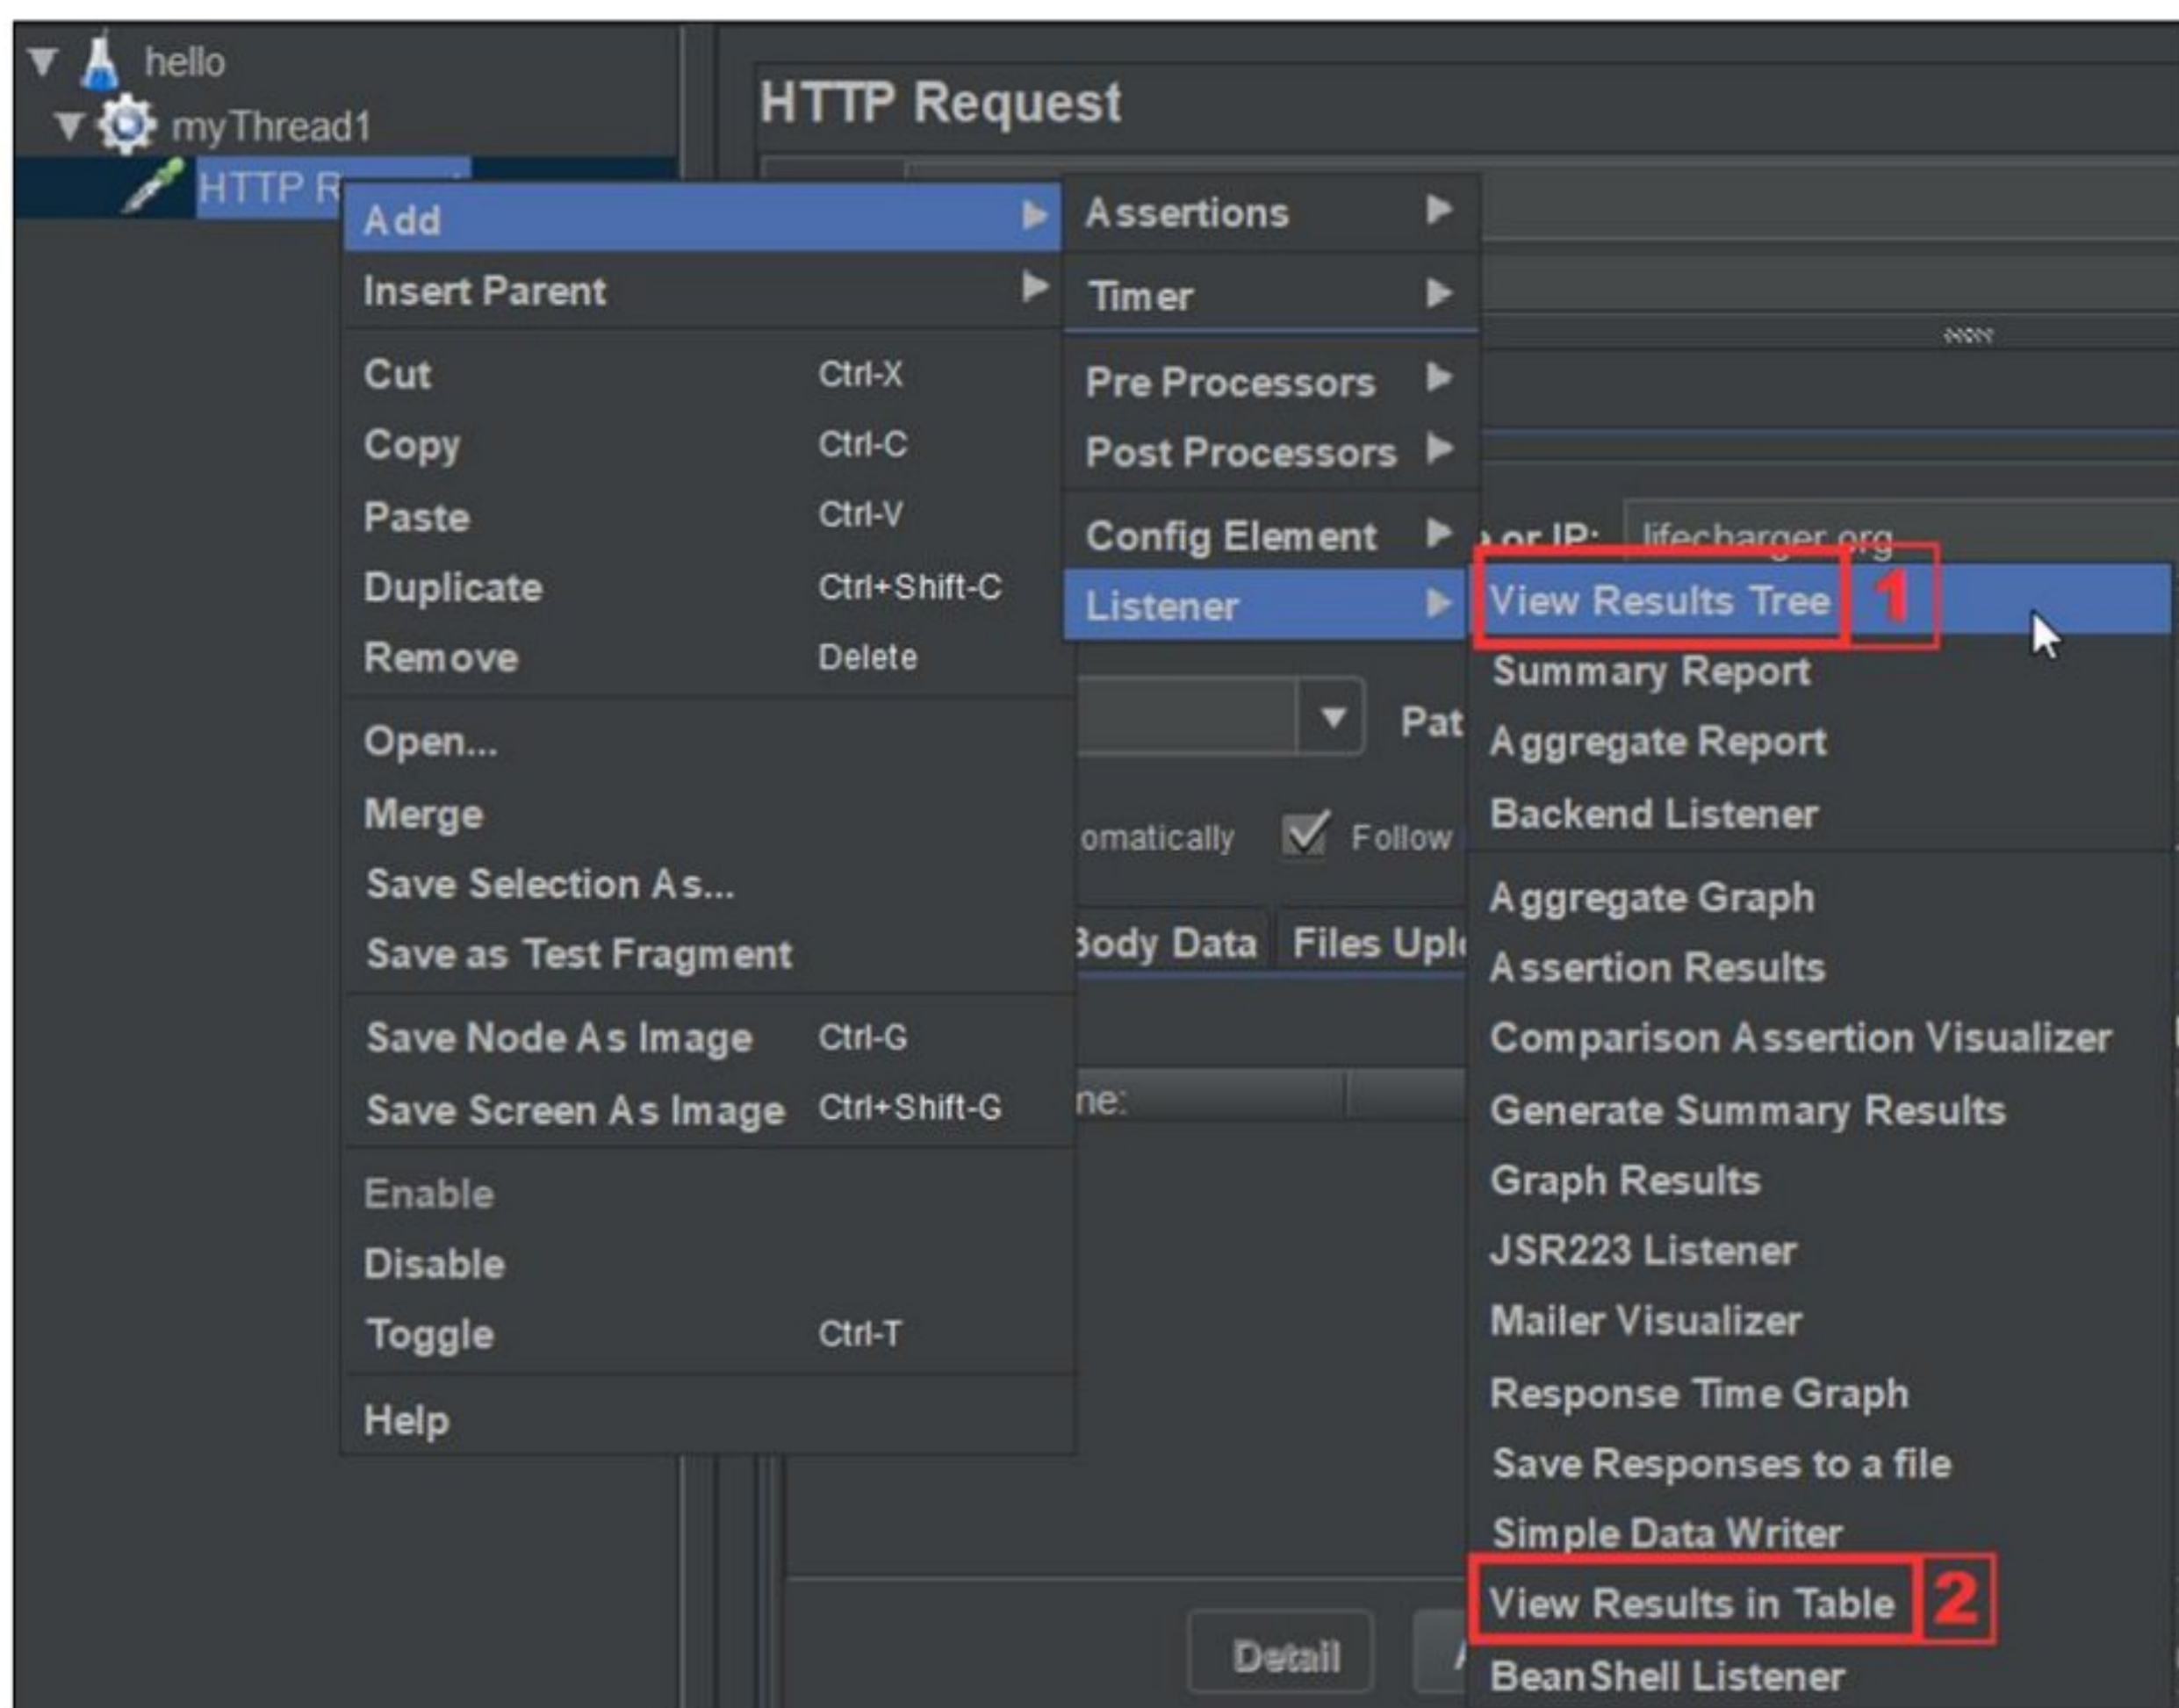 hello
myThread1
HTTP Request
HTTP R
Add
Insert Parent
Cut Ctrl-X
Copy Ctrl-C
Paste Ctrl-V
Duplicate Ctrl+Shift-C
Remove Delete
Open...
Merge
Save Selection As...
Save as Test Fragment
Save Node As Image Ctrl-G
Save Screen As Image Ctrl+Shift-G
Enable
Disable
Toggle Ctrl-T
Help
Assertions
Timer
Pre Processors
Post Processors
Config Element
Listener
or IP: lifecharger.org
Pat
omatically Follow
Body Data Files Uplo
me:
Detail A
View Results Tree 1
Summary Report
Aggregate Report
Backend Listener
Aggregate Graph
Assertion Results
Comparison Assertion Visualizer
Generate Summary Results
Graph Results
JSR223 Listener
Mailer Visualizer
Response Time Graph
Save Responses to a file
Simple Data Writer
View Results in Table 2
BeanShell Listener